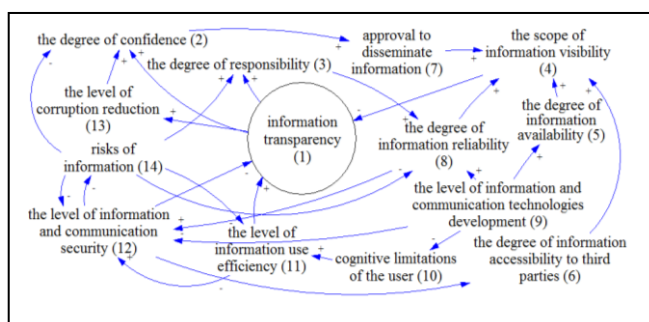 the degree of confidence (2)
approval to
disseminate
information (7)
the scope of
information visibility
(4)
the degree of responsibility (3)
the level of
corruption reduction
(13)
information
transparency
(1)
the degree of
information
availability (5)
the degree of
information reliability
(8)
risks of
information (14)
the level of information and
communication technologies
development (9)
the level of information
and communication
security (12)
the level of
information use
efficiency (11)
cognitive limitations
of the user (10)
the degree of information
accessibility to third
parties (6)